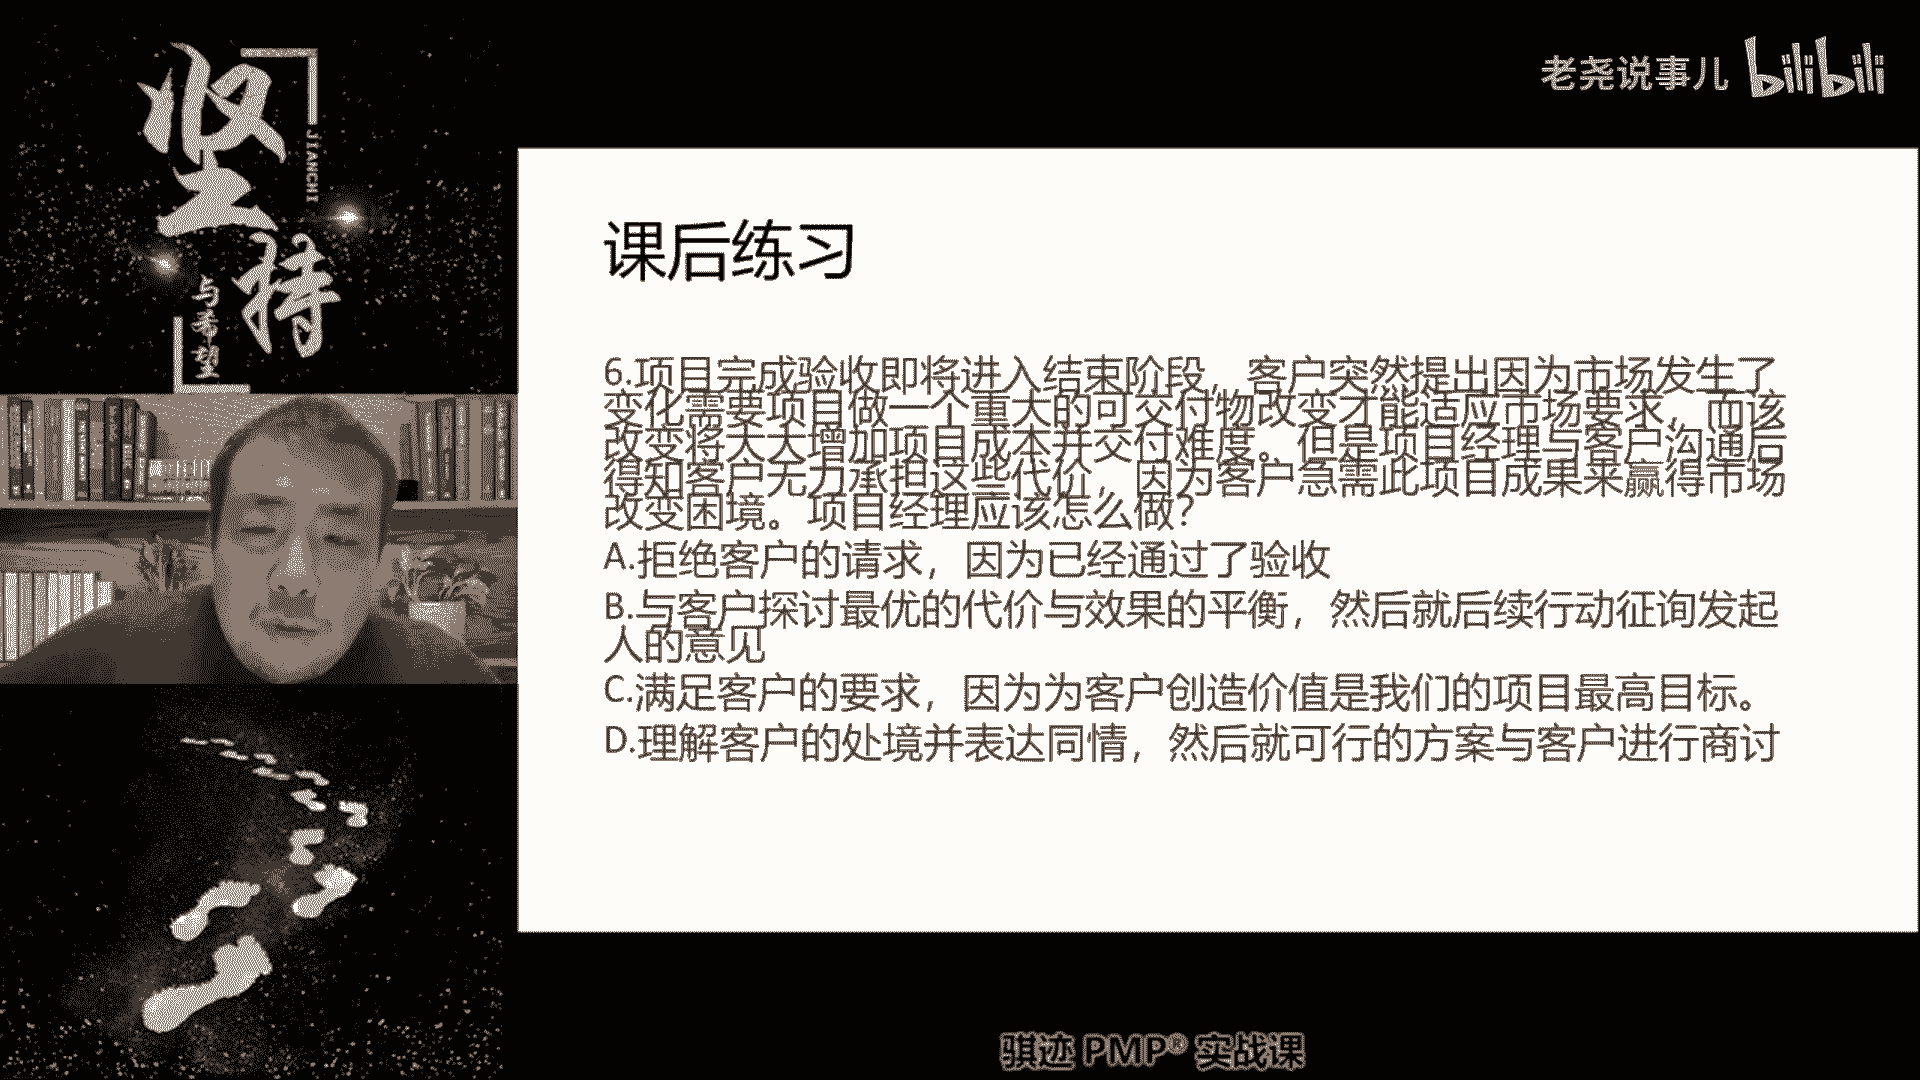 坚持
JIANCHI
与希望
老尧说事儿 bilibili
课后练习
6.项目完成验收即将进入结束阶段，客户突然提出因为市场发生了
变化需要项目做一个重大的可交付物改变才能适应市场要求，而该
改变将大大增加项目成本并交付难度。但是项目经理与客户沟通后
得知客户无力承担这些代价，因为客户急需此项目成果来赢得市场
改变困境。项目经理应该怎么做？
A.拒绝客户的请求，因为已经通过了验收
B.与客户探讨最优的代价与效果的平衡，然后就后续行动征询发起
人的意见
C.满足客户的要求，因为为客户创造价值是我们的项目最高目标。
D.理解客户的处境并表达同情，然后就可行的方案与客户进行商讨
骐迹 PMP® 实战课